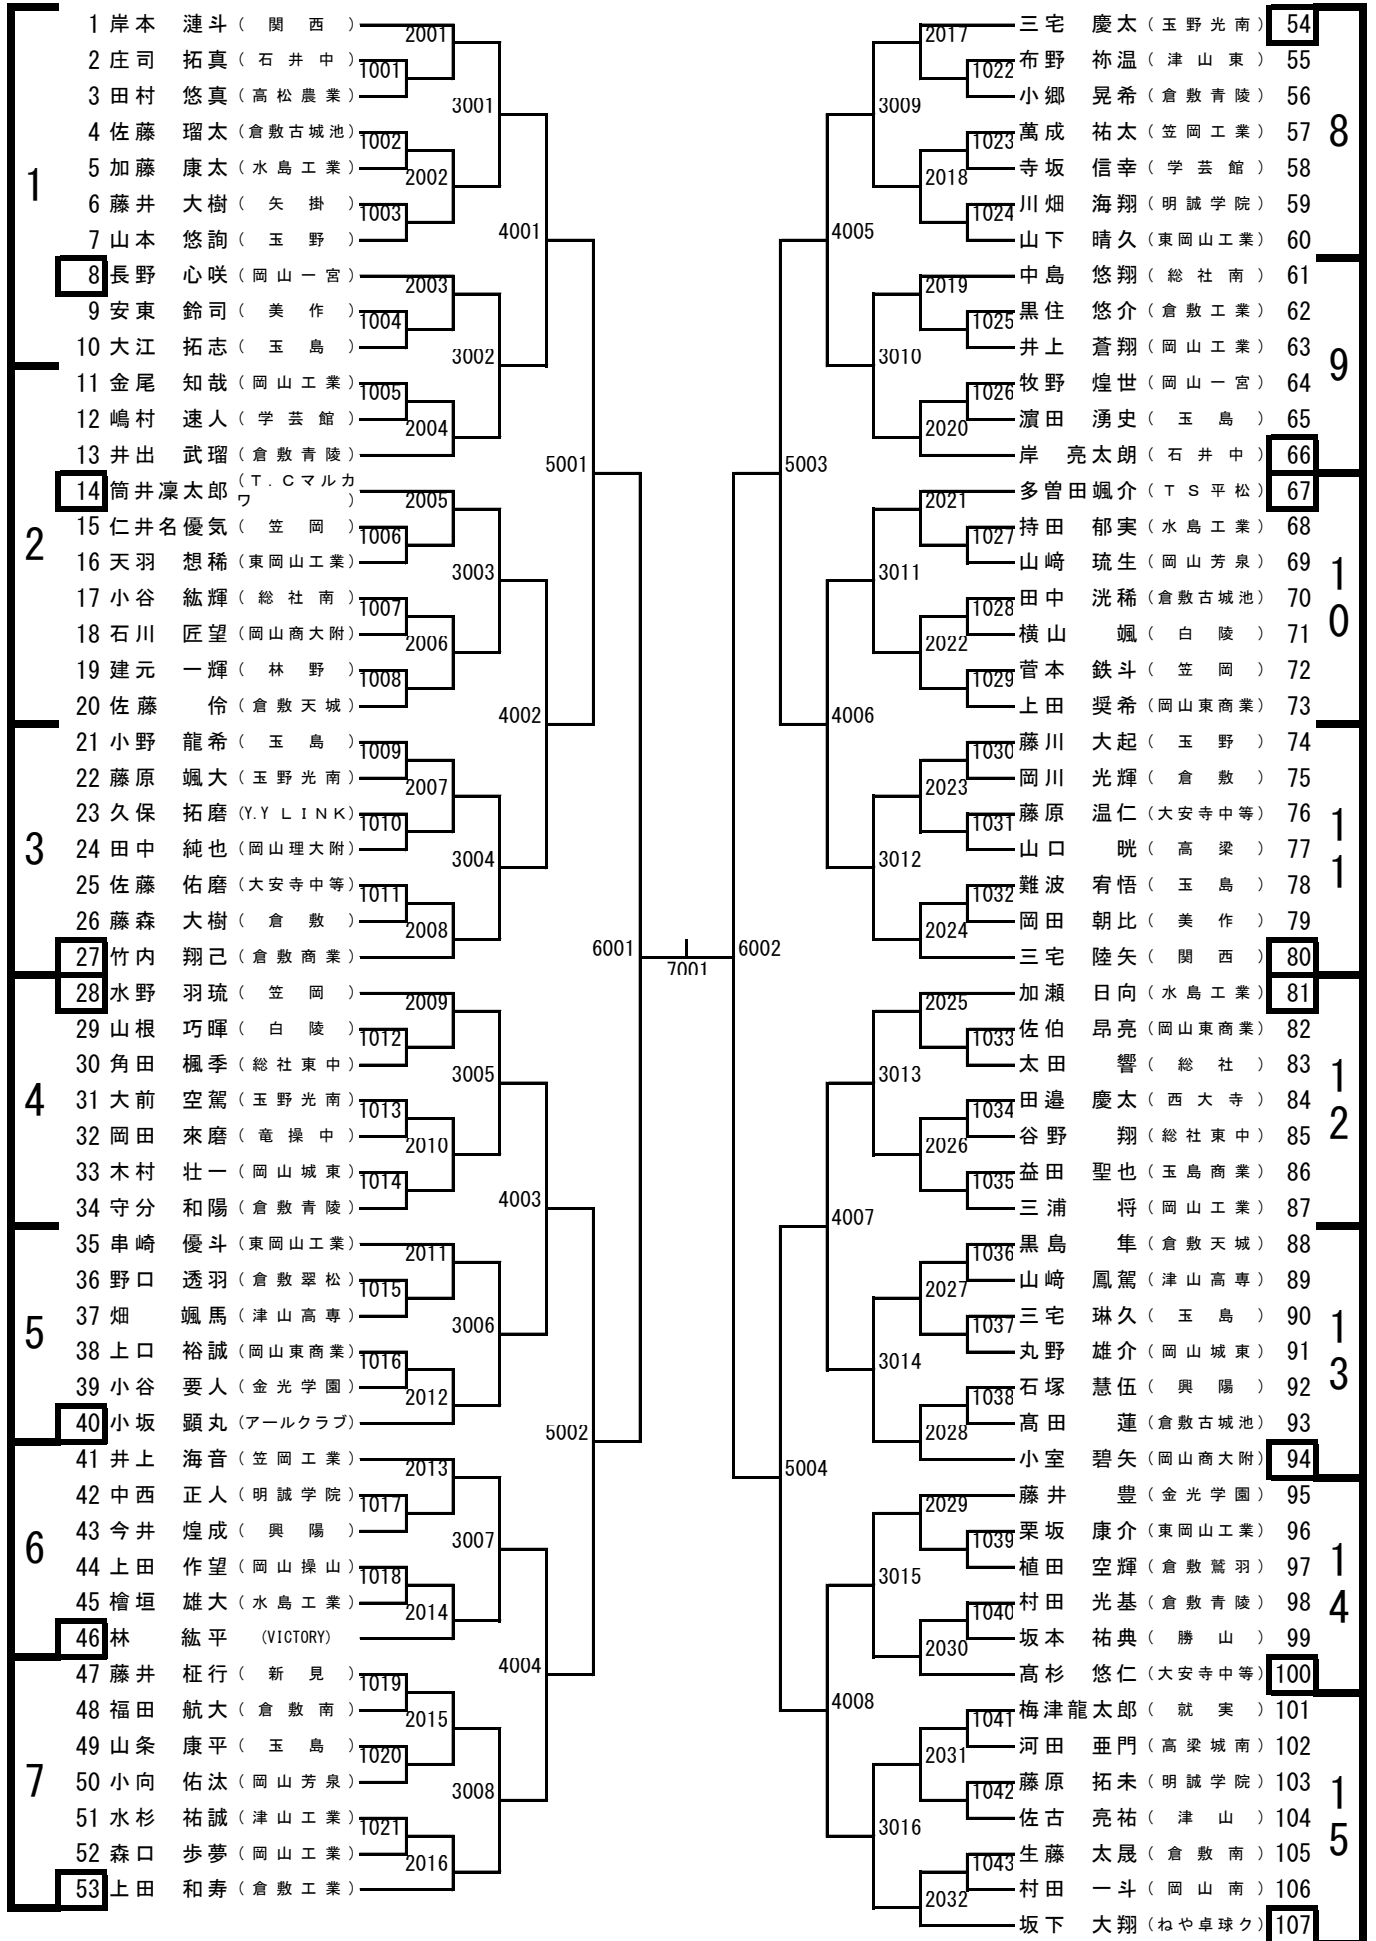 1 岸本 漣斗（関西）
2 庄司 拓真（石井中）
3 田村 悠真（高松農業）
4 佐藤 瑠太（倉敷古城池）
5 加藤 康太（水島工業）
6 藤井 大樹（矢掛）
7 山本 悠詢（玉野）
8 長野 心咲（岡山一宮）
9 安東 鈴司（美作）
10 大江 拓志（玉島）
11 金尾 知哉（岡山工業）
12 嶋村 速人（学芸館）
13 井出 武瑠（倉敷青陵）
14 筒井凜太郎（T.Cマルカワ）
15 仁井名優気（笠岡）
16 天羽 想稀（東岡山工業）
17 小谷 紘輝（総社南）
18 石川 匠望（岡山商大附）
19 建元 一輝（林野）
20 佐藤 伶（倉敷天城）
21 小野 龍希（玉島）
22 藤原 颯大（玉野光南）
23 久保 拓磨（Y.Y LINK）
24 田中 純也（岡山理大附）
25 佐藤 佑磨（大安寺中等）
26 藤森 大樹（倉敷）
27 竹内 翔己（倉敷商業）
28 水野 羽琉（笠岡）
29 山根 巧暉（白陵）
30 角田 楓季（総社東中）
31 大前 空駕（玉野光南）
32 岡田 來磨（竜操中）
33 木村 壮一（岡山城東）
34 守分 和陽（倉敷青陵）
35 串崎 優斗（東岡山工業）
36 野口 透羽（倉敷翠松）
37 畑 颯馬（津山高専）
38 上口 裕誠（岡山東商業）
39 小谷 要人（金光学園）
40 小坂 顕丸（アールクラブ）
41 井上 海音（笠岡工業）
42 中西 正人（明誠学院）
43 今井 煌成（興陽）
44 上田 作望（岡山操山）
45 檜垣 雄大（水島工業）
46 林 紘平 (VICTORY)
47 藤井 柾行（新見）
48 福田 航大（倉敷南）
49 山条 康平（玉島）
50 小向 佑汰（岡山芳泉）
51 水杉 祐誠（津山工業）
52 森口 歩夢（岡山工業）
53 上田 和寿（倉敷工業）
1
2
3
4
5
6
7
1001
1002
1003
1004
1005
1006
1007
1008
1009
1010
1011
1012
1013
1014
1015
1016
1017
1018
1019
1020
1021
2001
2002
2003
2004
2005
2006
2007
2008
2009
2010
2011
2012
2013
2014
2015
2016
3001
3002
3003
3004
3005
3006
3007
3008
4001
4002
4003
4004
5001
5002
6001
7001
6002
5003
5004
4005
4006
4007
4008
3009
3010
3011
3012
3013
3014
3015
3016
2017
2018
2019
2020
2021
2022
2023
2024
2025
2026
2027
2028
2029
2030
2031
2032
1022
1023
1024
1025
1026
1027
1028
1029
1030
1031
1032
1033
1034
1035
1036
1037
1038
1039
1040
1041
1042
1043
三宅 慶太（玉野光南）54
布野 祢温（津山東）55
小郷 晃希（倉敷青陵）56
萬成 祐太（笠岡工業）57
寺坂 信幸（学芸館）58
川畑 海翔（明誠学院）59
山下 晴久（東岡山工業）60
中島 悠翔（総社南）61
黒住 悠介（倉敷工業）62
井上 蒼翔（岡山工業）63
牧野 煌世（岡山一宮）64
濵田 湧史（玉島）65
岸 亮太朗（石井中）66
多曽田颯介（TS平松）67
持田 郁実（水島工業）68
山﨑 琉生（岡山芳泉）69
田中 洸稀（倉敷古城池）70
横山 颯（白陵）71
菅本 鉄斗（笠岡）72
上田 奨希（岡山東商業）73
藤川 大起（玉野）74
岡川 光輝（倉敷）75
藤原 温仁（大安寺中等）76
山口 晄（高梁）77
難波 宥悟（玉島）78
岡田 朝比（美作）79
三宅 陸矢（関西）80
加瀬 日向（水島工業）81
佐伯 昂亮（岡山東商業）82
太田 響（総社）83
田邉 慶太（西大寺）84
谷野 翔（総社東中）85
益田 聖也（玉島商業）86
三浦 将（岡山工業）87
黒島 隼（倉敷天城）88
山﨑 鳳駕（津山高専）89
三宅 琳久（玉島）90
丸野 雄介（岡山城東）91
石塚 慧伍（興陽）92
髙田 蓮（倉敷古城池）93
小室 碧矢（岡山商大附）94
藤井 豊（金光学園）95
栗坂 康介（東岡山工業）96
植田 空輝（倉敷鷲羽）97
村田 光基（倉敷青陵）98
坂本 祐典（勝山）99
髙杉 悠仁（大安寺中等）100
梅津龍太郎（就実）101
河田 亜門（高梁城南）102
藤原 拓未（明誠学院）103
佐古 亮祐（津山）104
生藤 太晟（倉敷南）105
村田 一斗（岡山南）106
坂下 大翔（ねや卓球ク）107
8
9
10
11
12
13
14
15